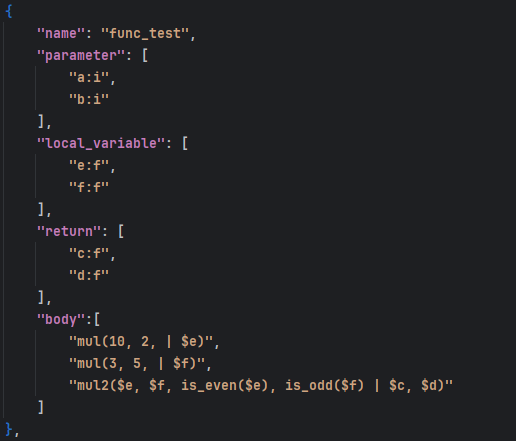 {
    "name": "func_test",
    "parameter": [
        "a:i",
        "b:i"
    ],
    "local_variable": [
        "e:f",
        "f:f"
    ],
    "return": [
        "c:f",
        "d:f"
    ],
    "body":[
        "mul(10, 2, | $e)",
        "mul(3, 5, | $f)",
        "mul2($e, $f, is_even($e), is_odd($f) | $c, $d)"
    ]
},